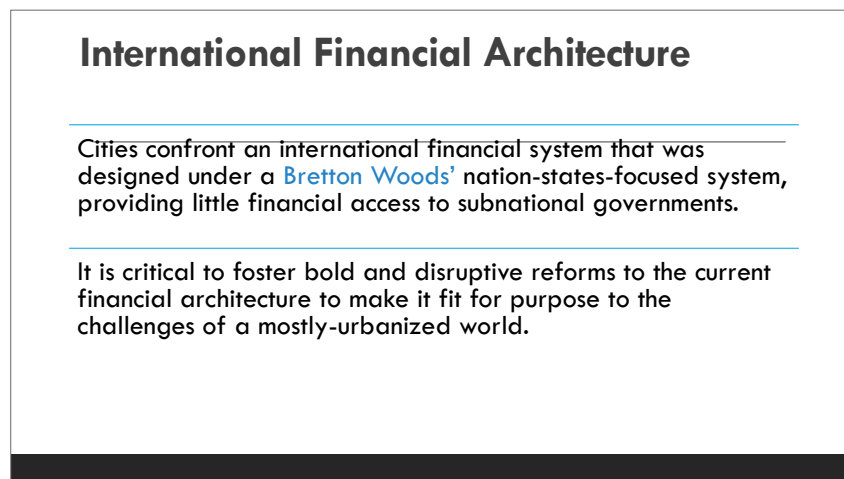 International Financial Architecture
Cities confront an international financial system that was
designed under a Bretton Woods’ nation-states-focused system,
providing little financial access to subnational governments.
It is critical to foster bold and disruptive reforms to the current
financial architecture to make it fit for purpose to the
challenges of a mostly-urbanized world.